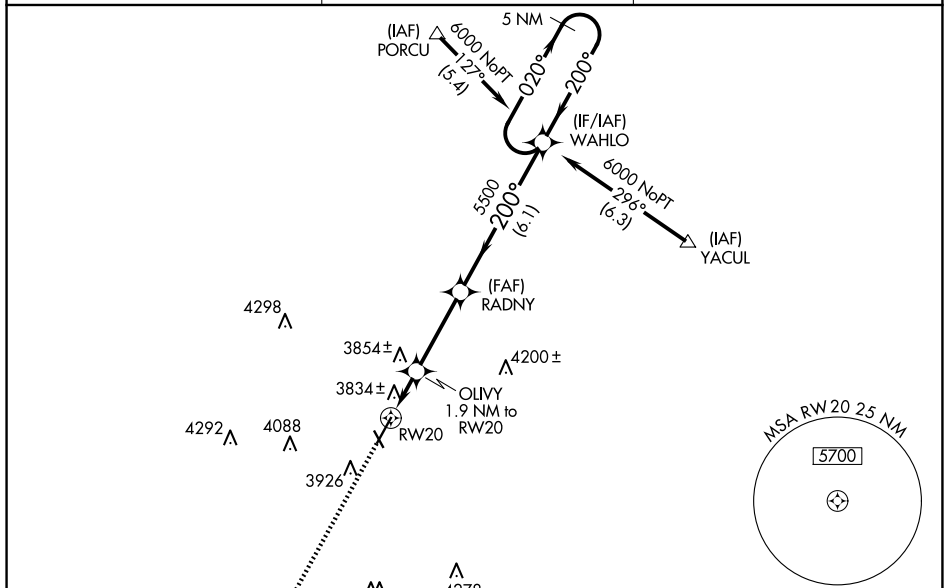 5 NM
(IAF)
PORCU
6000 NoPT
127°
(5.4)
020°
200°
(IF/IAF)
WAHLO
6000 NoPT
296°
(6.3)
(IAF)
YACUL
5500
200°
(6.1)
(FAF)
RADNY
4298
3854±
4200±
3834±
OLIVY
1.9 NM to
RW20
RW20
4292
4088
3926
MSA RW20 25 NM
5700